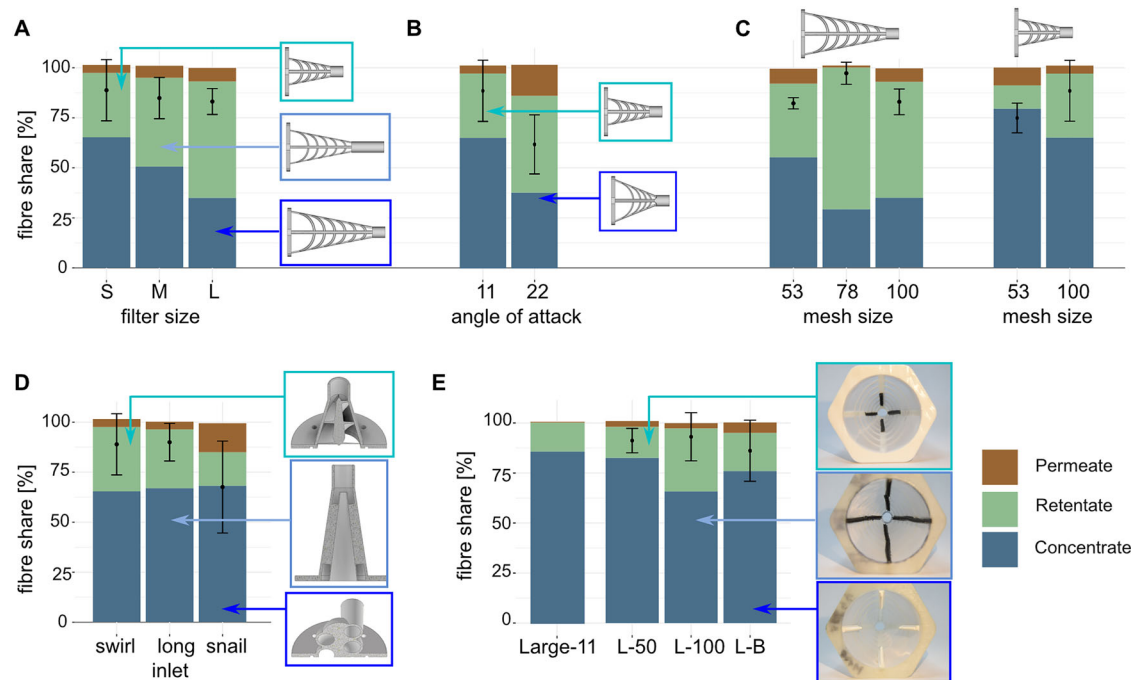 A
B
C
fibre share [%]
100
75
50
25
0
S M L
filter size
11 22
angle of attack
53 78 100
mesh size
53 100
mesh size
D
E
fibre share [%]
100
75
50
25
0
swirl long snail
inlet
fibre share [%]
100
75
50
25
0
Large-11 L-50 L-100 L-B
Permeate
Retentate
Concentrate